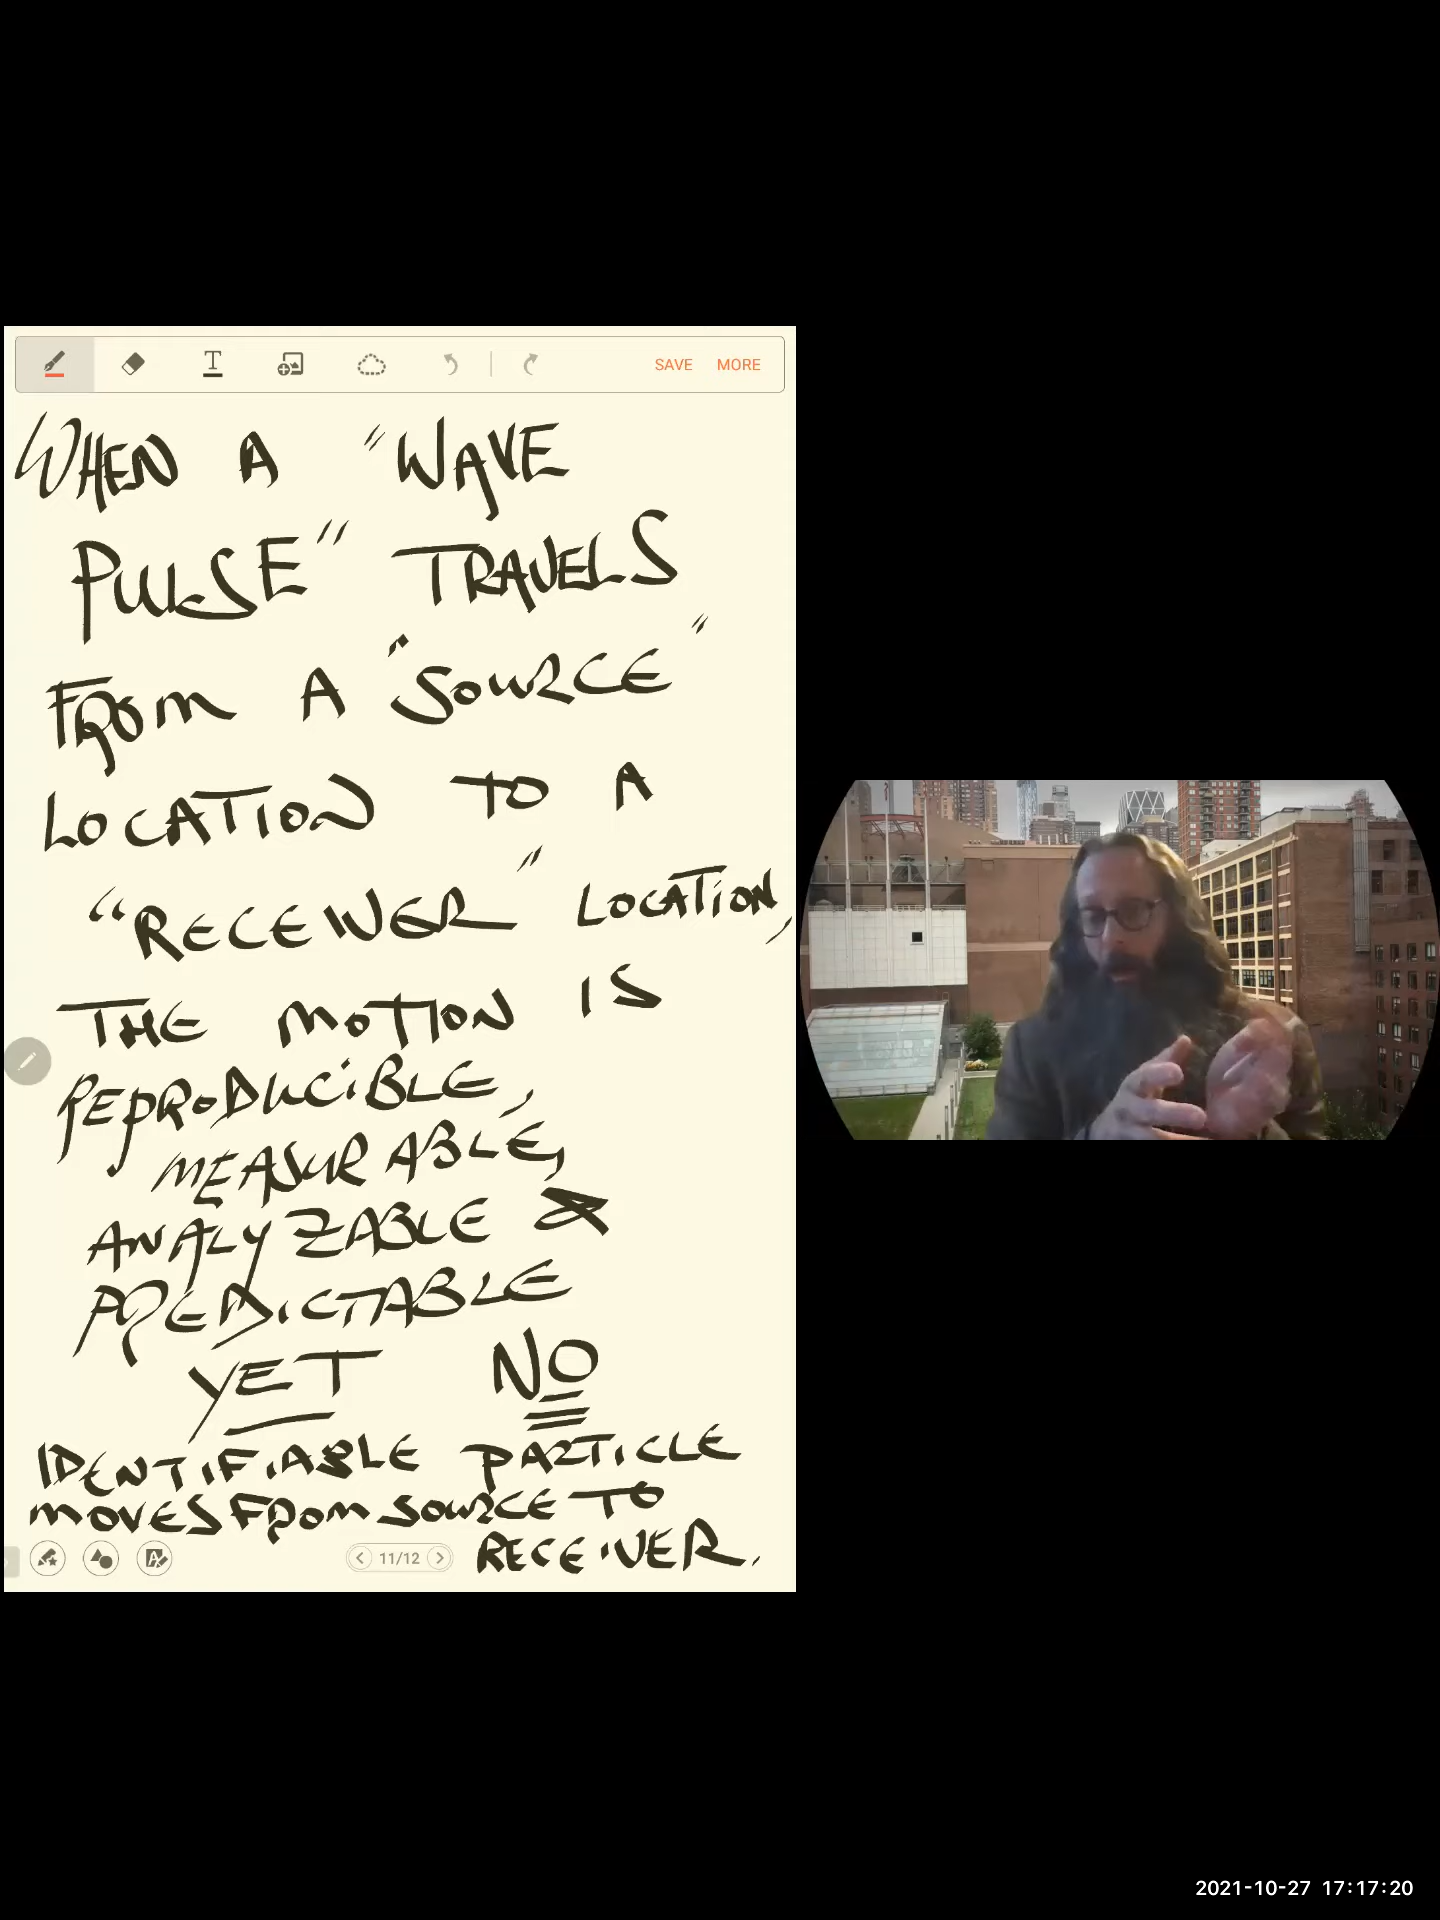 T SAVE MORE
WHEN A "WAVE
PULSE" TRAVELS
FROM A "SOURCE"
LOCATION TO A
"RECEIVER" LOCATION,
THE MOTION IS
REPRODUCIBLE,
MEASURABLE,
ANALYZABLE &
PREDICTABLE
YET NO
IDENTIFIABLE PARTICLE
MOVES FROM SOURCE TO
RECEIVER.
A 11/12
2021-10-27 17:17:20